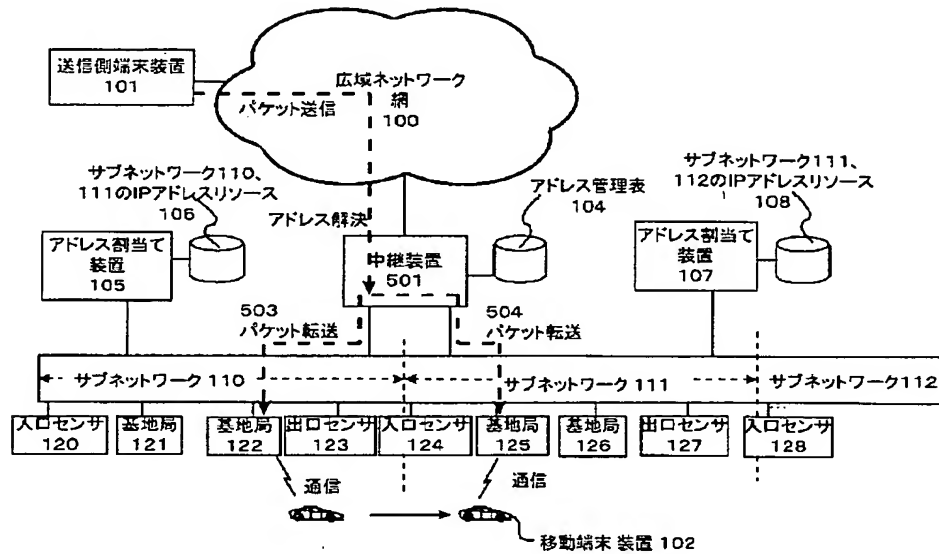 送信側端末装置
101
広域ネットワーク
網
100
パケット送信
サブネットワーク110、
111のIPアドレスリソース
106
アドレス解決
アドレス管理表
104
サブネットワーク111、
112のIPアドレスリソース
108
アドレス割当て
装置
105
中継装置
501
アドレス割当て
装置
107
503
パケット転送
504
パケット転送
サブネットワーク 110
サブネットワーク 111
サブネットワーク112
入口センサ
120
基地局
121
基地局
122
出口センサ
123
入口センサ
124
基地局
125
基地局
126
出口センサ
127
入口センサ
128
通信
通信
移動端末 装置 102